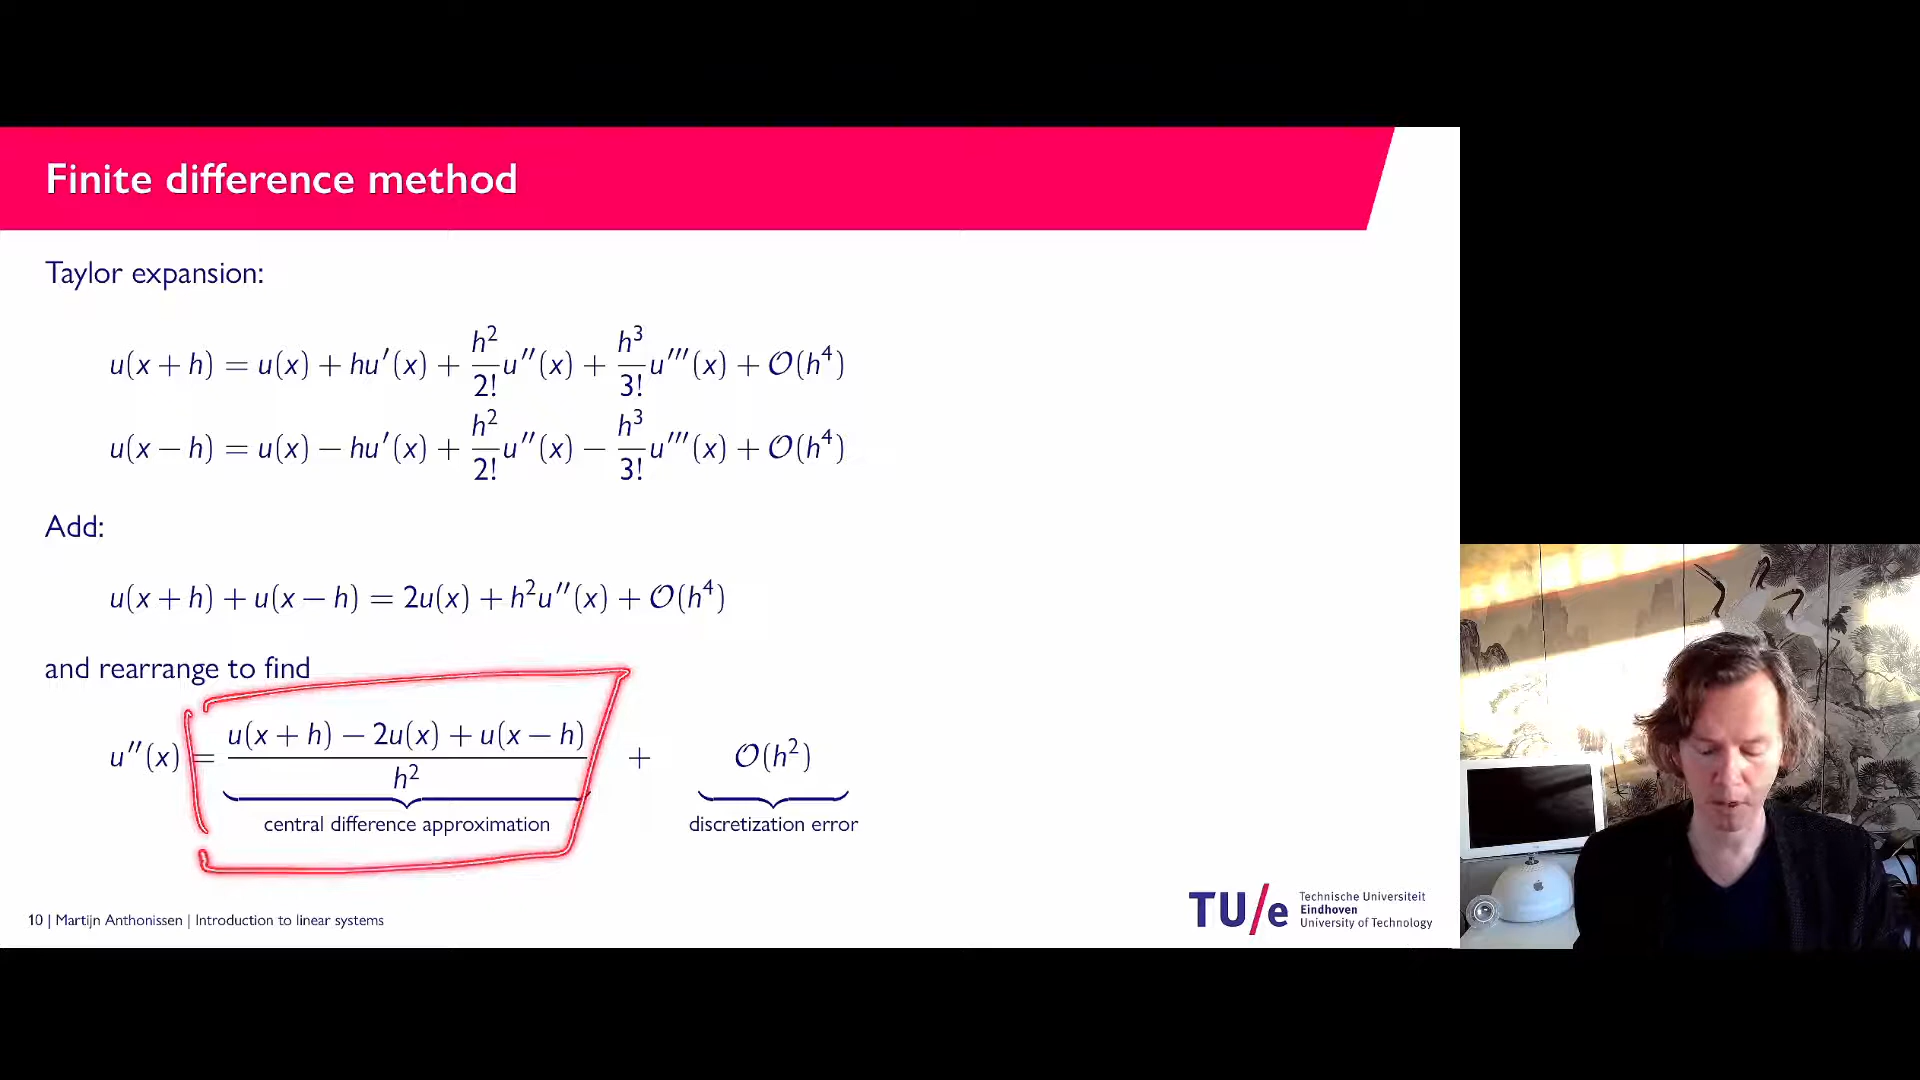 Finite difference method
Taylor expansion:
u(x + h) = u(x) + hu′(x) + h²/2! u″(x) + h³/3! u‴(x) + 𝒪(h⁴)
u(x − h) = u(x) − hu′(x) + h²/2! u″(x) − h³/3! u‴(x) + 𝒪(h⁴)
Add:
u(x + h) + u(x − h) = 2u(x) + h²u″(x) + 𝒪(h⁴)
and rearrange to find
u″(x) = (u(x + h) − 2u(x) + u(x − h))/h² + 𝒪(h²)
central difference approximation
discretization error
10 | Martijn Anthonissen | Introduction to linear systems
TU/e
Technische Universiteit
Eindhoven
University of Technology